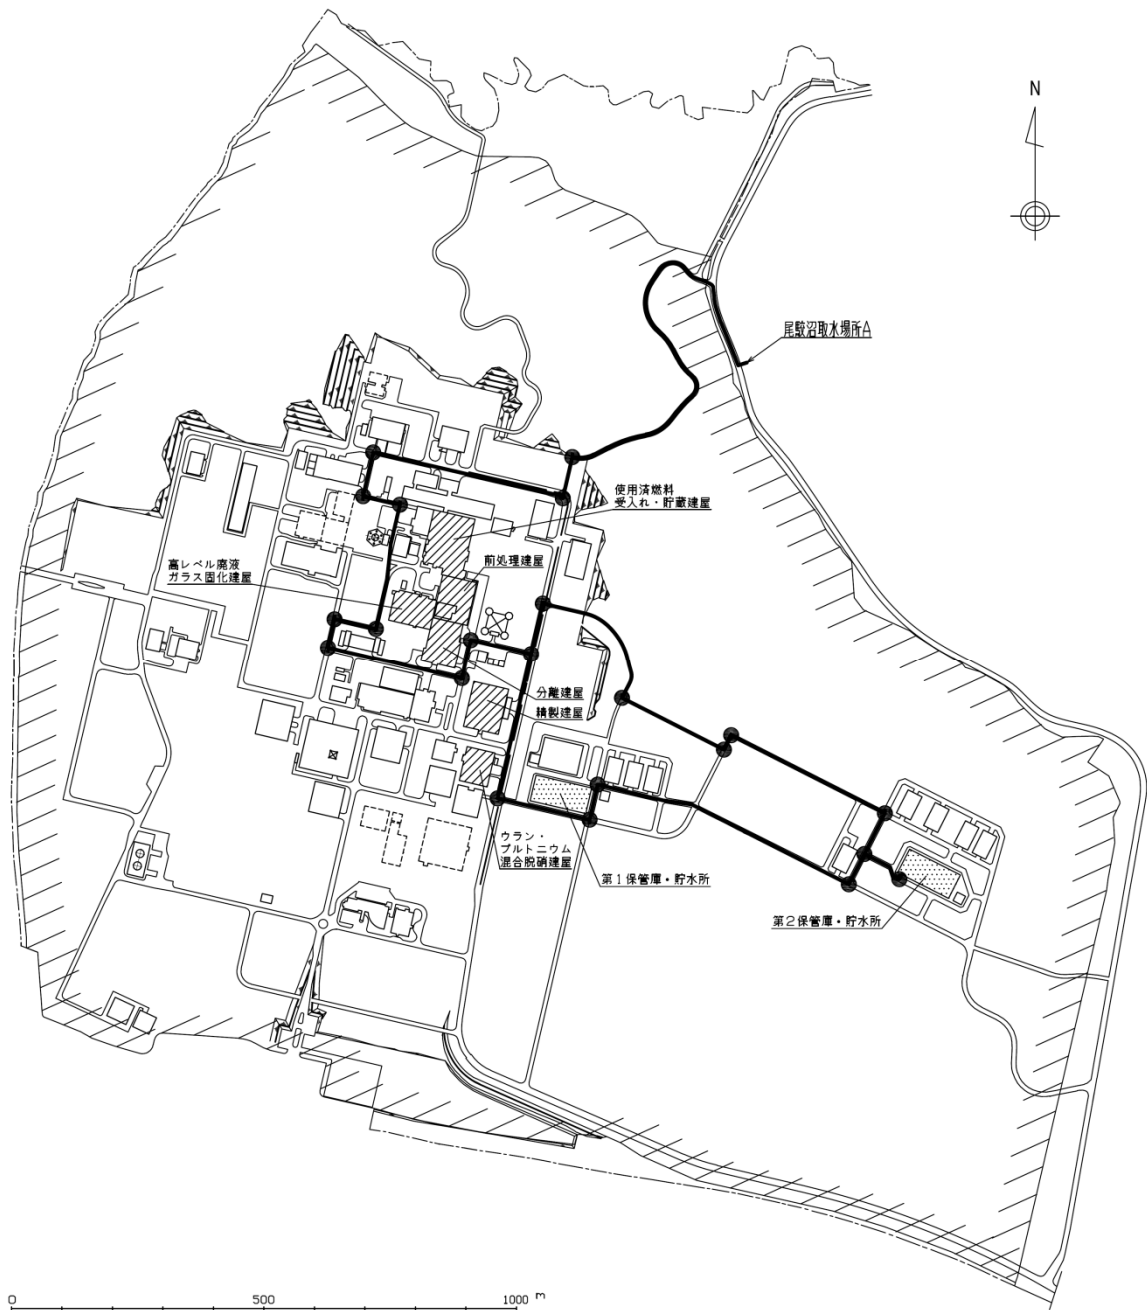 N
尾駮沼取水場所A
使用済燃料
受入れ・貯蔵建屋
前処理建屋
高レベル廃液
ガラス固化建屋
分離建屋
精製建屋
ウラン・
プルトニウム
混合脱硝建屋
第1保管庫・貯水所
第2保管庫・貯水所
0 500 1000 m